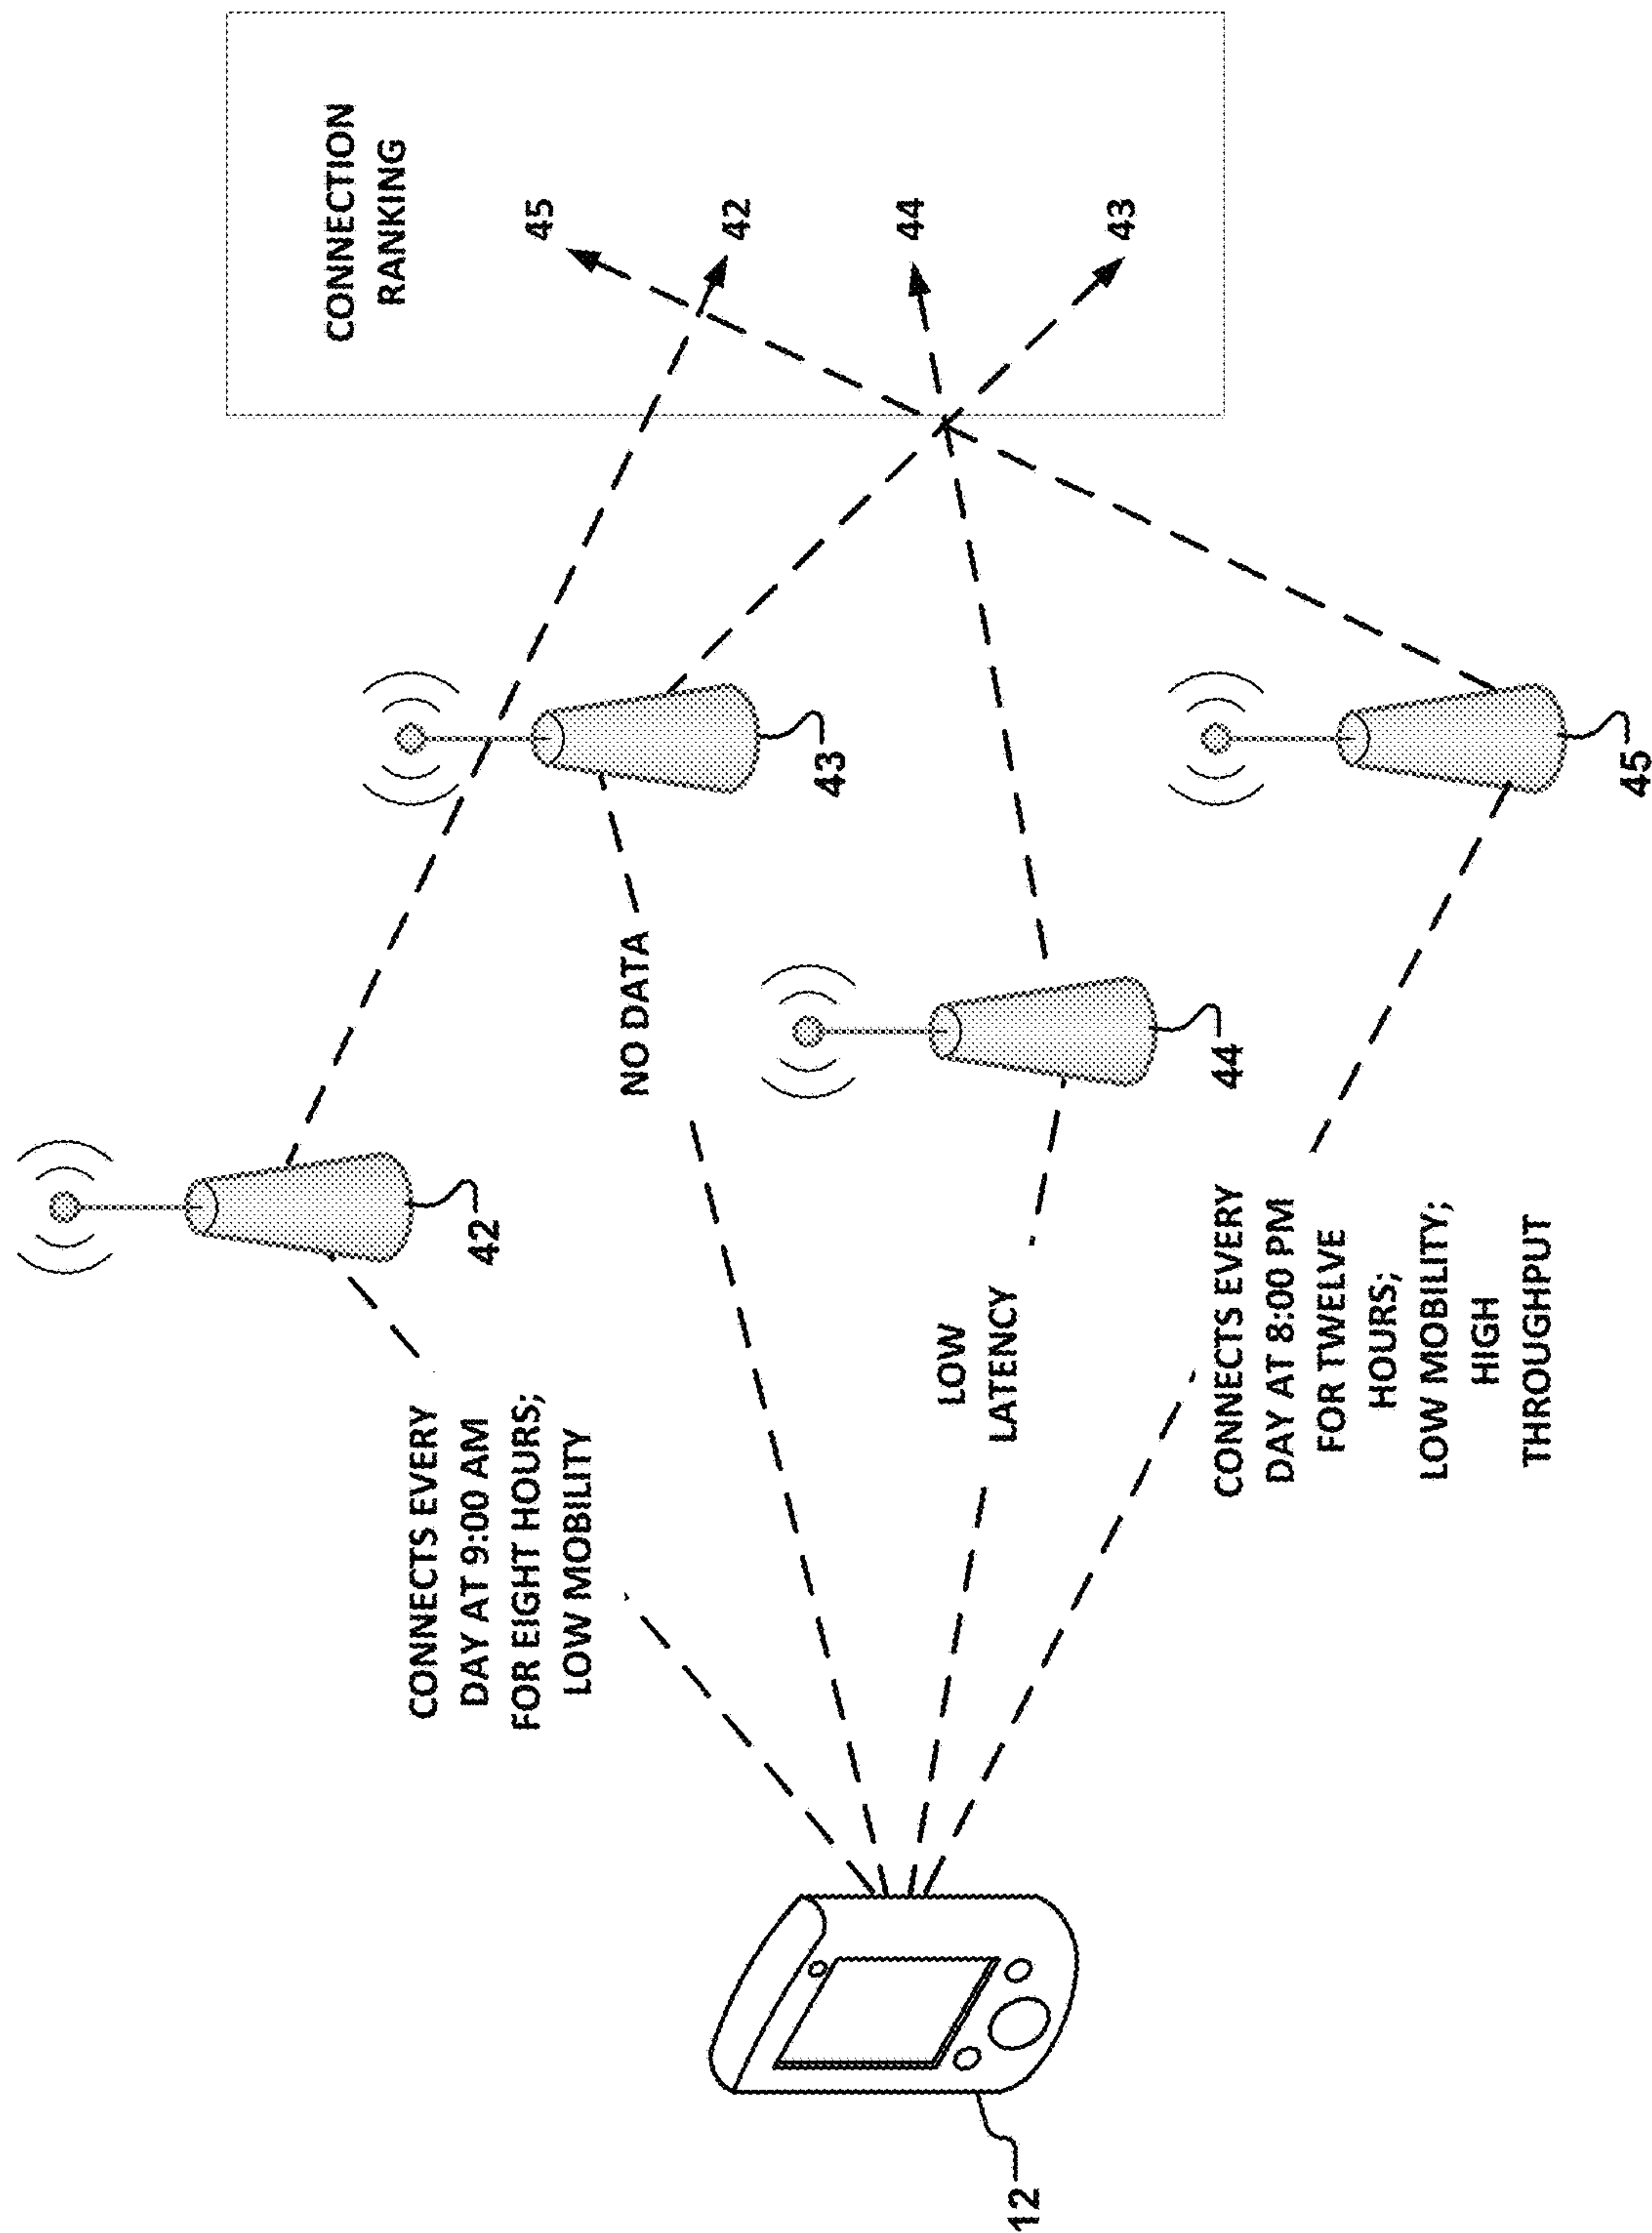 CONNECTS EVERY
DAY AT 9:00 AM
FOR EIGHT HOURS;
LOW MOBILITY
42
NO DATA
43
CONNECTION
RANKING
45
42
44
43
12
LOW
LATENCY
44
CONNECTS EVERY
DAY AT 8:00 PM
FOR TWELVE
HOURS;
LOW MOBILITY;
HIGH
THROUGHPUT
45